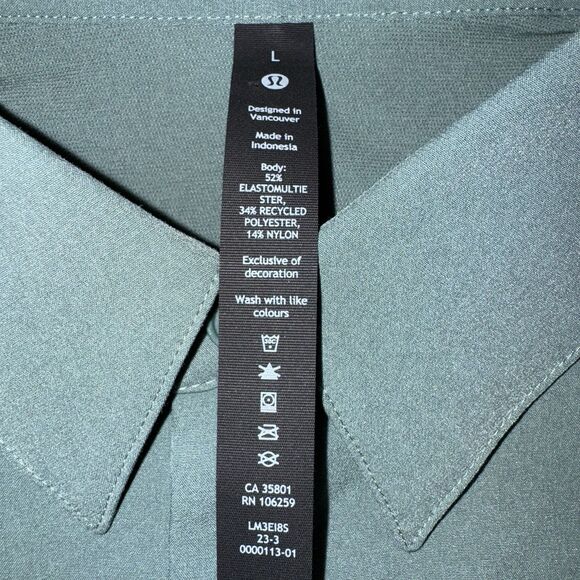 L
Designed in
Vancouver
Made in
Indonesia
Body:
52%
ELASTOMULTIE
STER,
34% RECYCLED
POLYESTER,
14% NYLON
Exclusive of
decoration
Wash with like
colours
30C
CA 35801
RN 106259
LM3EI8S
23-3
0000113-01